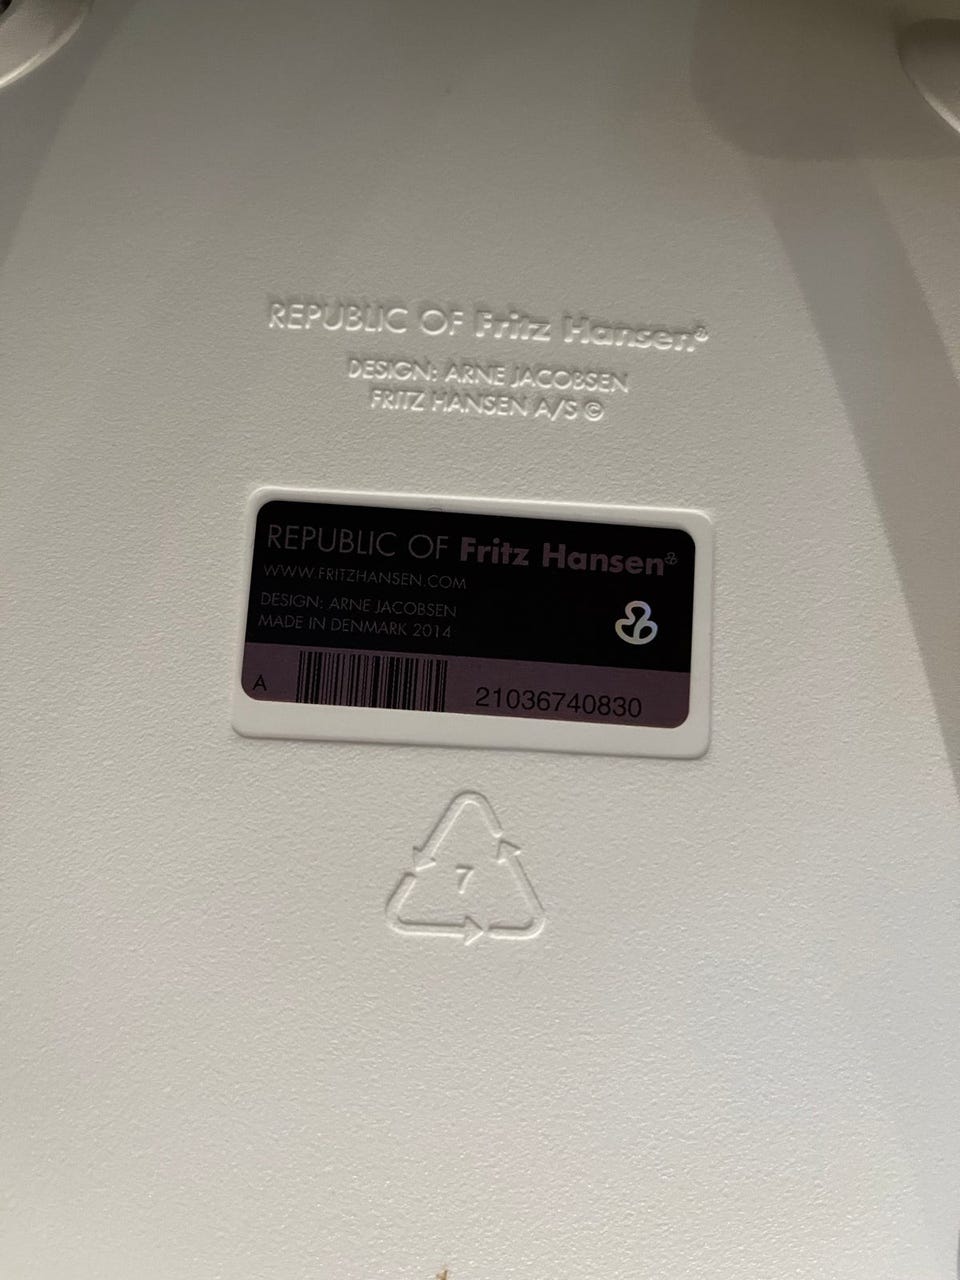 REPUBLIC OF Fritz Hansen®
DESIGN: ARNE JACOBSEN
FRITZ HANSEN A/S ©
REPUBLIC OF Fritz Hansen
WWW.FRITZHANSEN.COM
DESIGN: ARNE JACOBSEN
MADE IN DENMARK 2014
A 21036740830
7